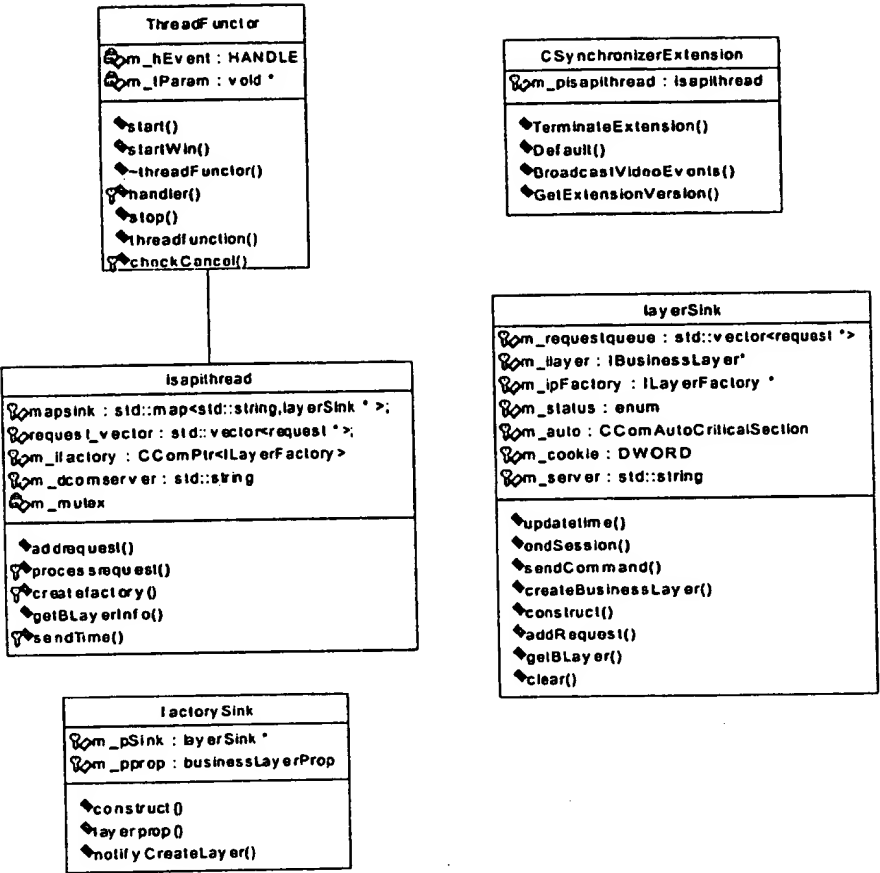 ThreadFunctor
m_hEvent : HANDLE
m_tParam : void *
start()
startWin()
~threadFunctor()
handler()
stop()
threadfunction()
checkCancel()
CSynchronizerExtension
m_pisapithread : isapithread
TerminateExtension()
Default()
BroadcastVideoEvents()
GetExtensionVersion()
isapithread
mapsink : std::map<std::string,layerSink * >;
request_vector : std::vector<request *>;
m_ifactory : CComPtr<ILayerFactory>
m_dcomserver : std::string
m_mutex
addrequest()
processrequest()
createfactory()
getBLayerInfo()
sendTime()
layerSink
m_requestqueue : std::vector<request *>
m_ilayer : IBusinessLayer*
m_ipFactory : ILayerFactory *
m_status : enum
m_auto : CComAutoCriticalSection
m_cookie : DWORD
m_server : std::string
updatetime()
endSession()
sendCommand()
createBusinessLayer()
construct()
addRequest()
getBLayer()
clear()
factorySink
m_pSink : layerSink *
m_pprop : businessLayerProp
construct()
layerprop()
notifyCreateLayer()